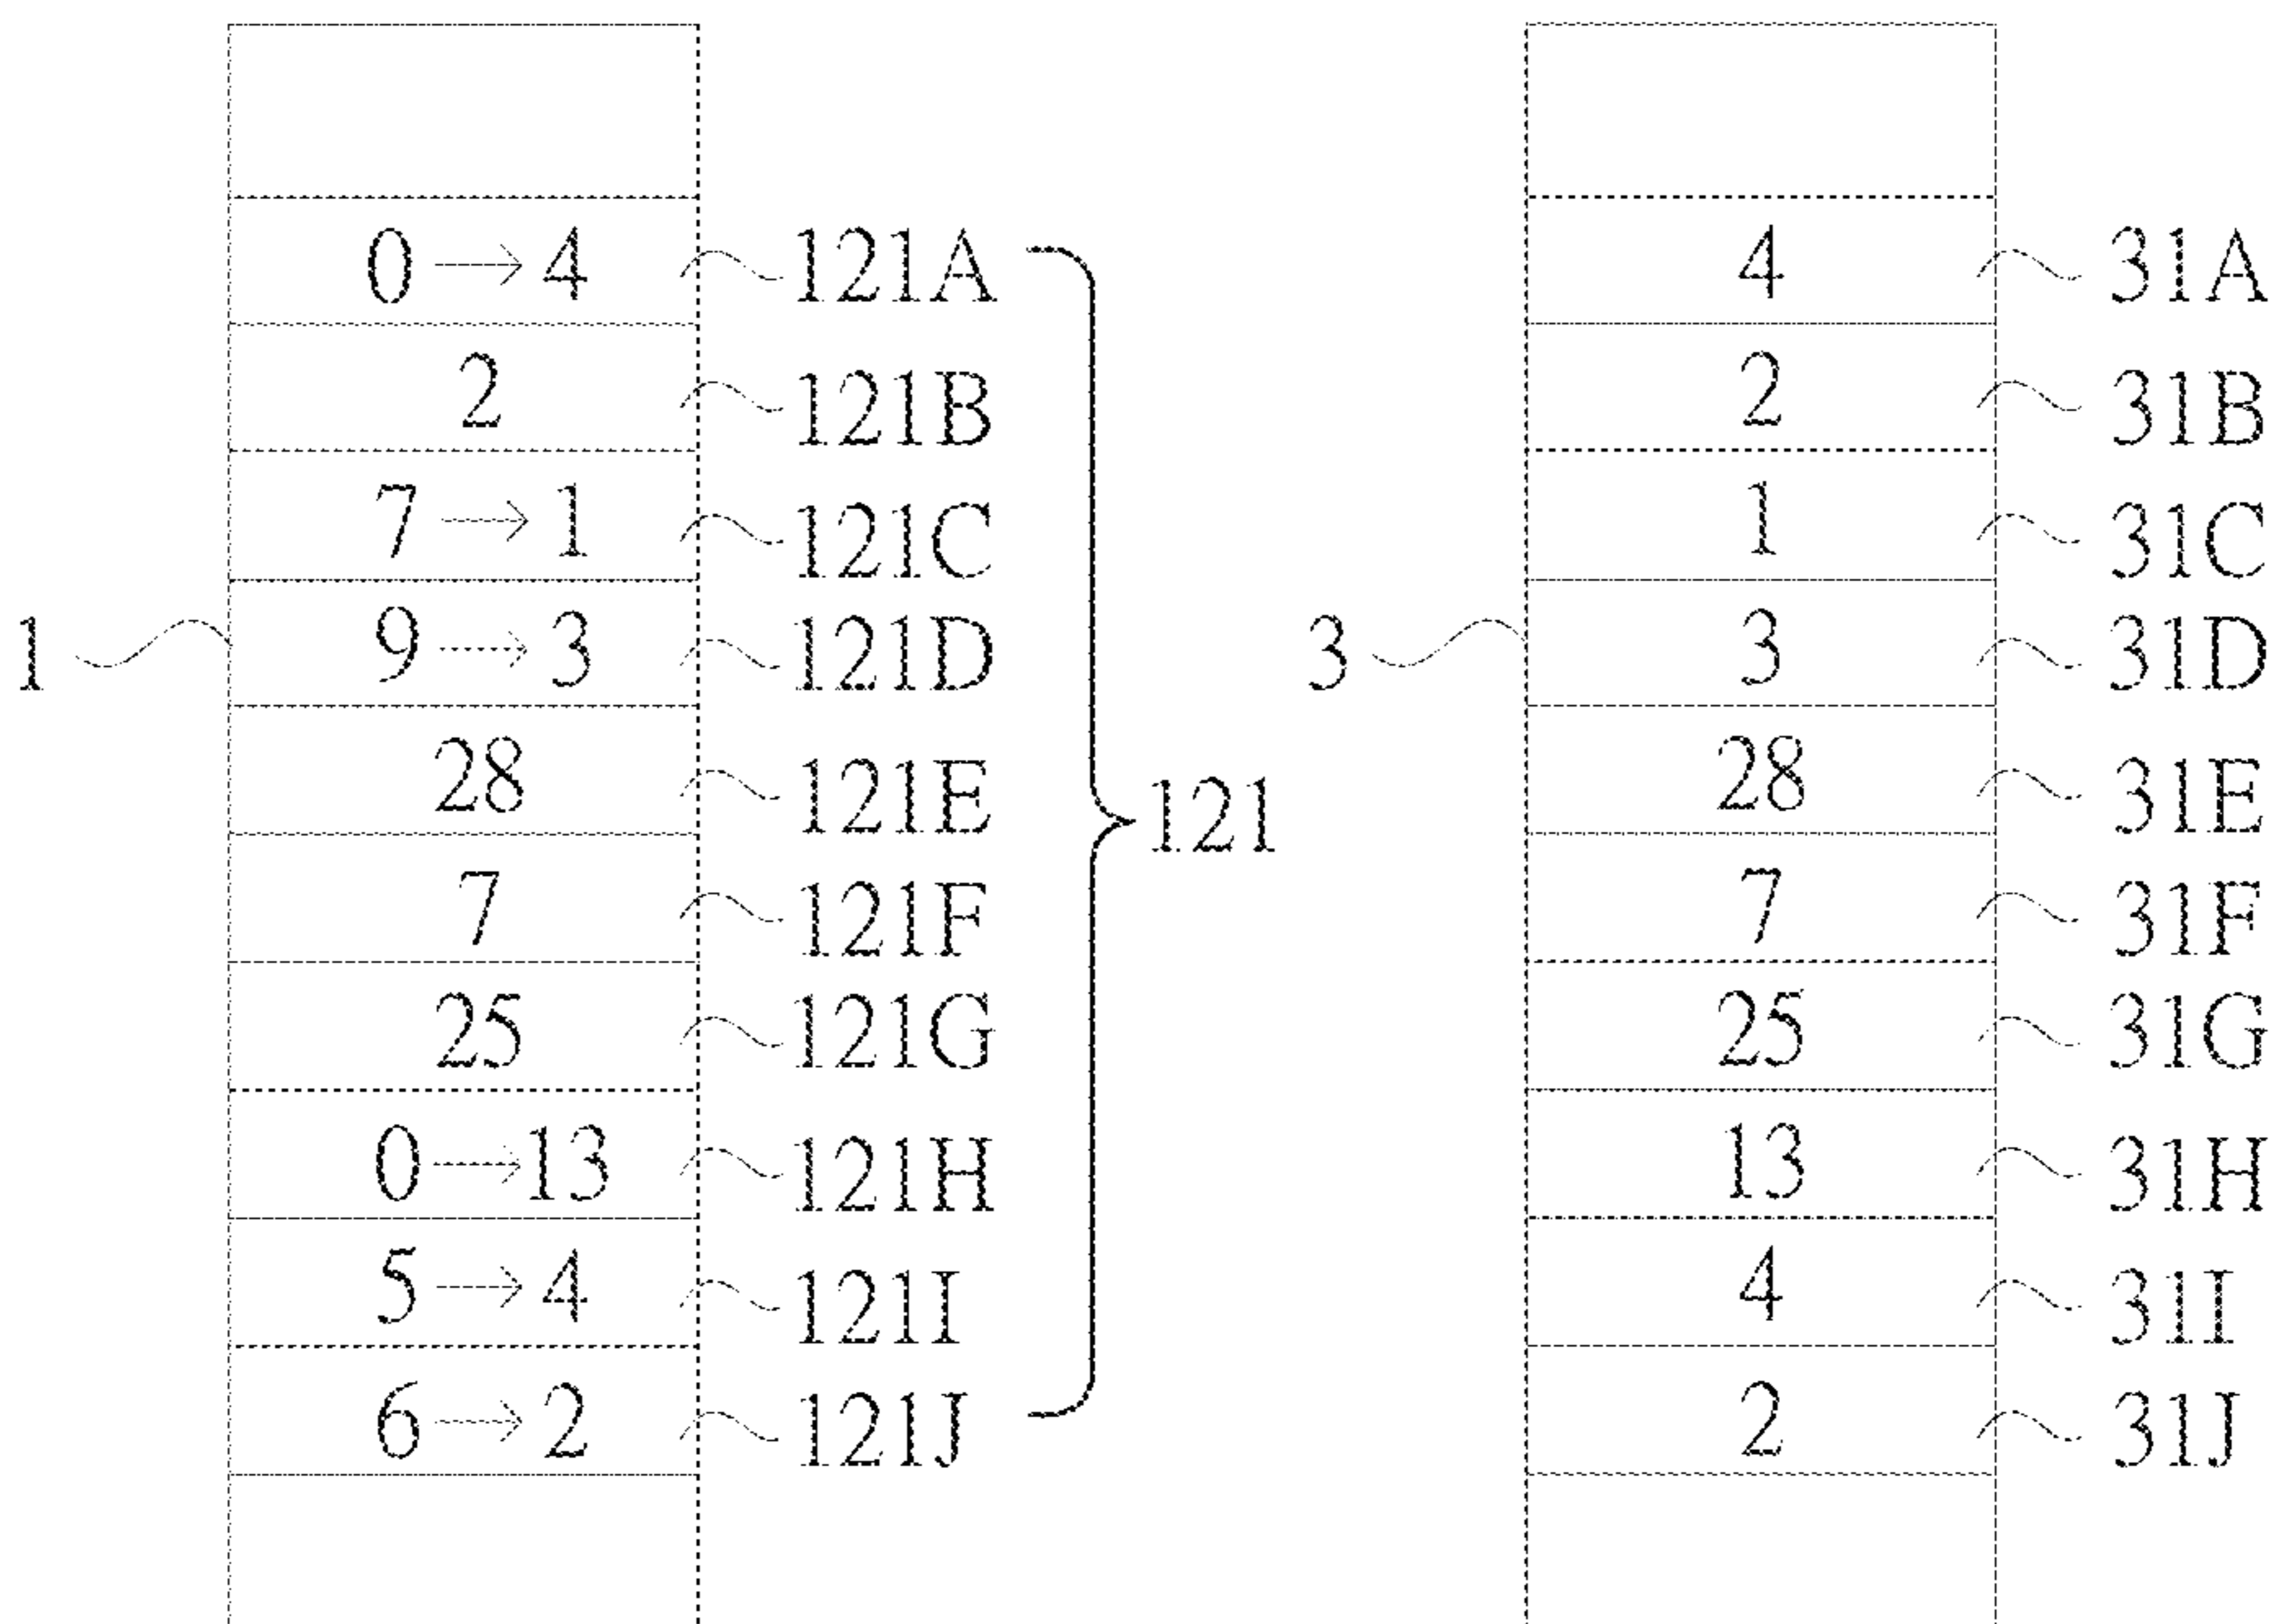 0 → 4 121A
2 121B
7 → 1 121C
9 → 3 121D
28 121E
7 121F
25 121G
0 → 13 121H
5 → 4 121I
6 → 2 121J
1
121
4 31A
2 31B
1 31C
3 31D
28 31E
7 31F
25 31G
13 31H
4 31I
2 31J
3